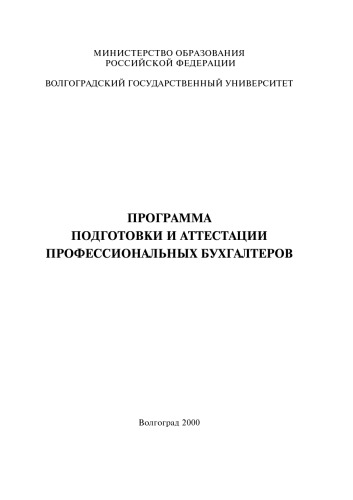 МИНИСТЕРСТВО ОБРАЗОВАНИЯ
РОССИЙСКОЙ ФЕДЕРАЦИИ
ВОЛГОГРАДСКИЙ ГОСУДАРСТВЕННЫЙ УНИВЕРСИТЕТ
ПРОГРАММА
ПОДГОТОВКИ И АТТЕСТАЦИИ
ПРОФЕССИОНАЛЬНЫХ БУХГАЛТЕРОВ
Волгоград 2000